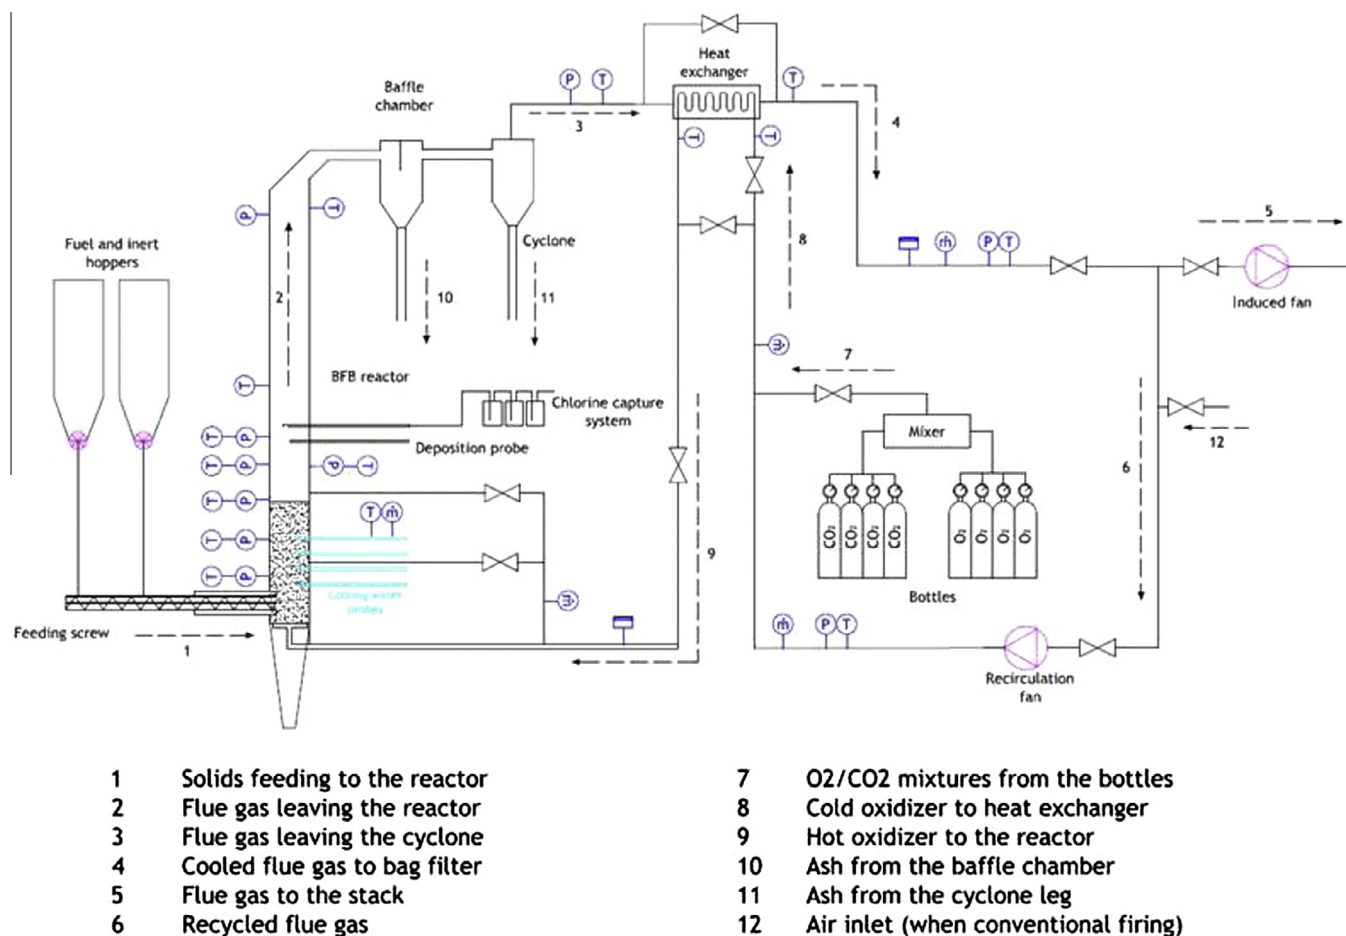 Heat
exchanger
P
T
T
Baffle
chamber
3
4
T
T
P
T
8
5
Cyclone
Fuel and inert
hoppers
ṁ
P
T
2
10
11
Induced fan
ṁ
7
T
BFB reactor
Chlorine capture
system
12
Mixer
T
P
Deposition probe
T
P
P
T
6
CO2
CO2
CO2
CO2
O2
O2
O2
O2
T
P
T
ṁ
T
P
9
T
P
Cooling water
probes
Bottles
ṁ
ṁ
P
T
Feeding screw
1
Recirculation
fan
1 Solids feeding to the reactor
2 Flue gas leaving the reactor
3 Flue gas leaving the cyclone
4 Cooled flue gas to bag filter
5 Flue gas to the stack
6 Recycled flue gas
7 O2/CO2 mixtures from the bottles
8 Cold oxidizer to heat exchanger
9 Hot oxidizer to the reactor
10 Ash from the baffle chamber
11 Ash from the cyclone leg
12 Air inlet (when conventional firing)